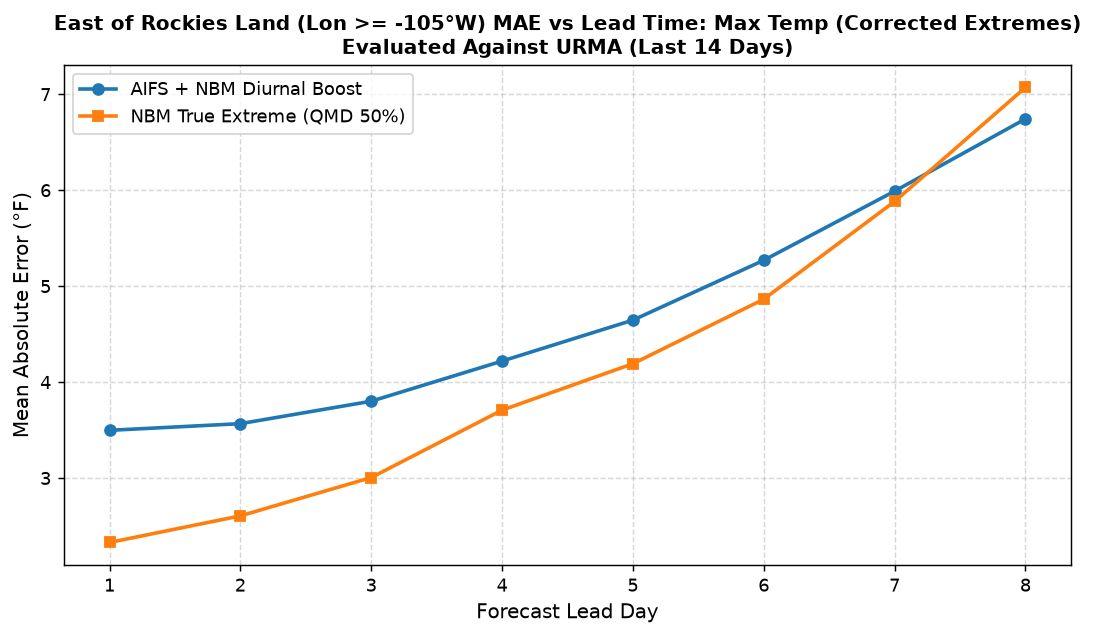 East of Rockies Land (Lon >= -105°W) MAE vs Lead Time: Max Temp (Corrected Extremes)
Evaluated Against URMA (Last 14 Days)
AIFS + NBM Diurnal Boost
NBM True Extreme (QMD 50%)
Mean Absolute Error (°F)
7
6
5
4
3
1 2 3 4 5 6 7 8
Forecast Lead Day